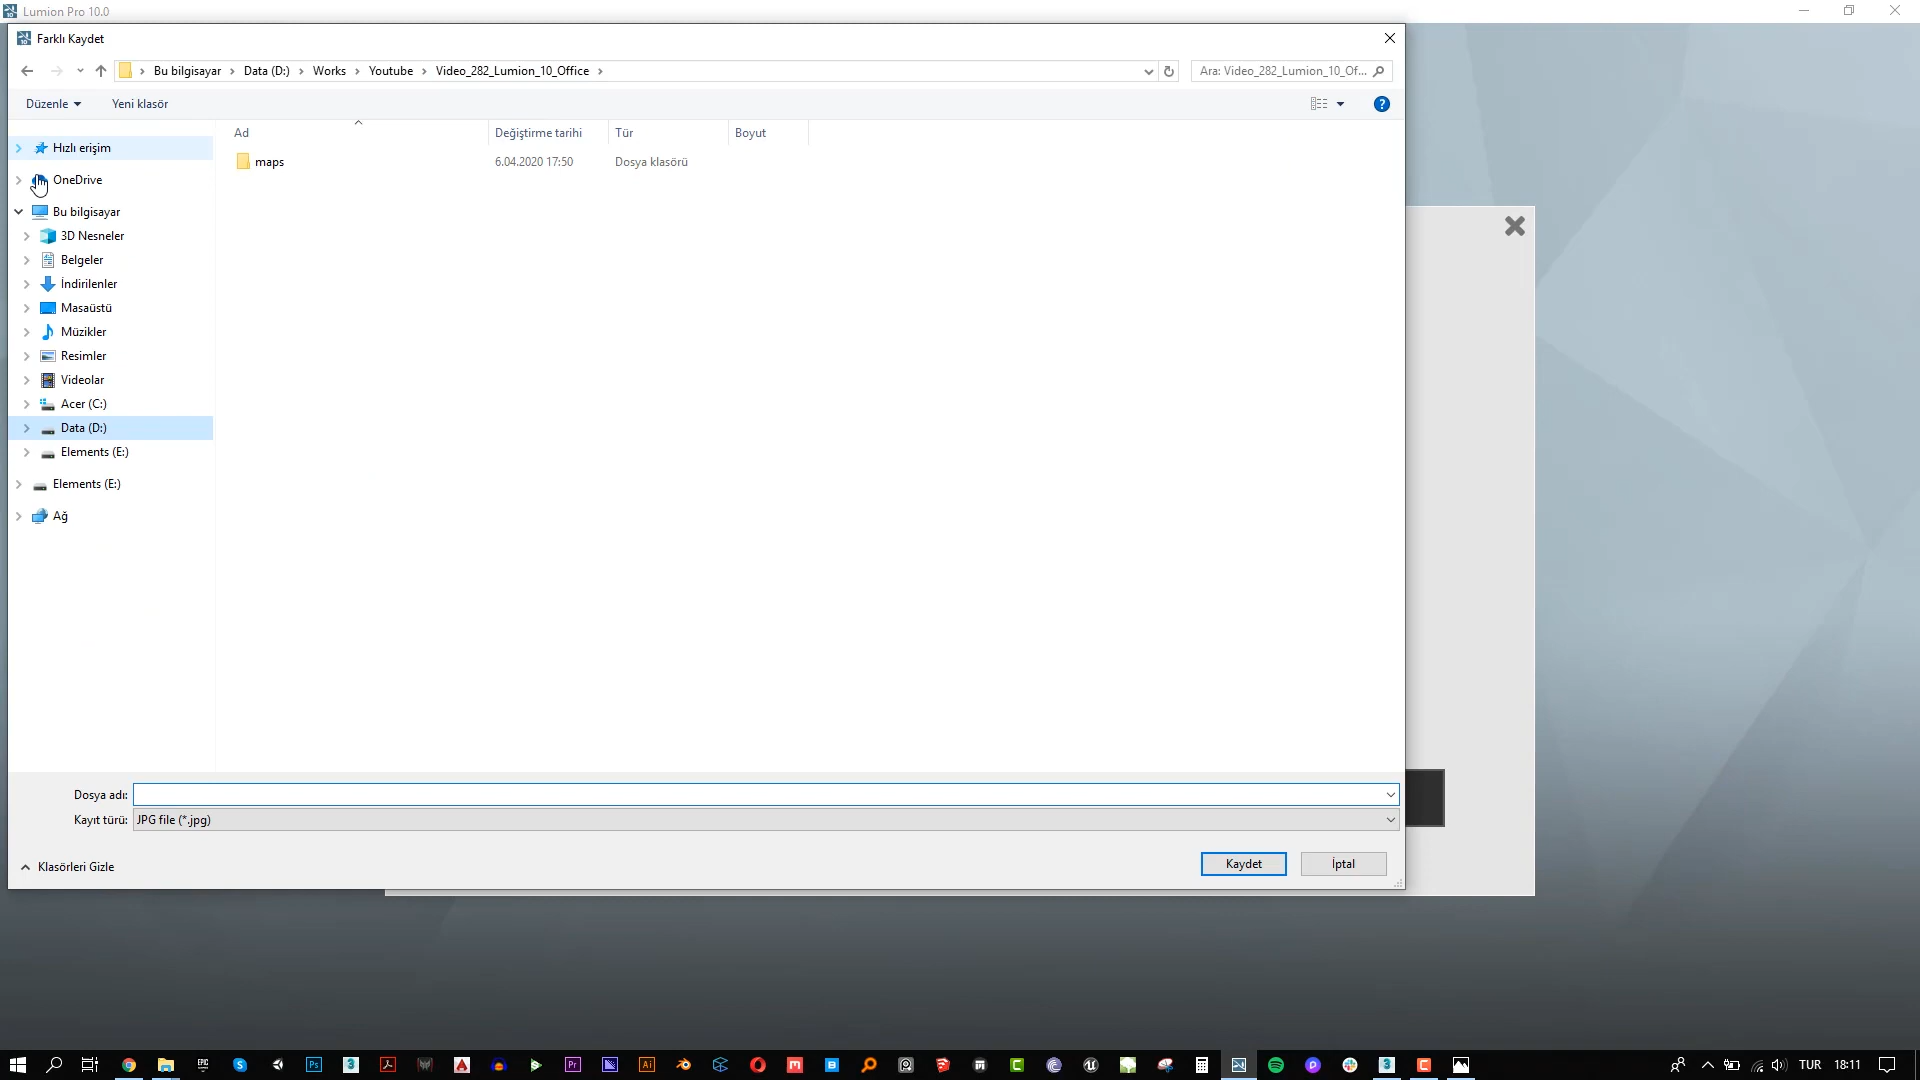 Lumion Pro 10.0
Farklı Kaydet
Bu bilgisayar > Data (D:) > Works > Youtube > Video_282_Lumion_10_Office >
Ara: Video_282_Lumion_10_Of...
Düzenle
Yeni klasör
Ad
Değiştirme tarihi
Tür
Boyut
maps
6.04.2020 17:50
Dosya klasörü
Hızlı erişim
OneDrive
Bu bilgisayar
3D Nesneler
Belgeler
İndirilenler
Masaüstü
Müzikler
Resimler
Videolar
Acer (C:)
Data (D:)
Elements (E:)
Elements (E:)
Ağ
Dosya adı:
Kayıt türü: JPG file (*.jpg)
Klasörleri Gizle
Kaydet
İptal
TUR
18:11